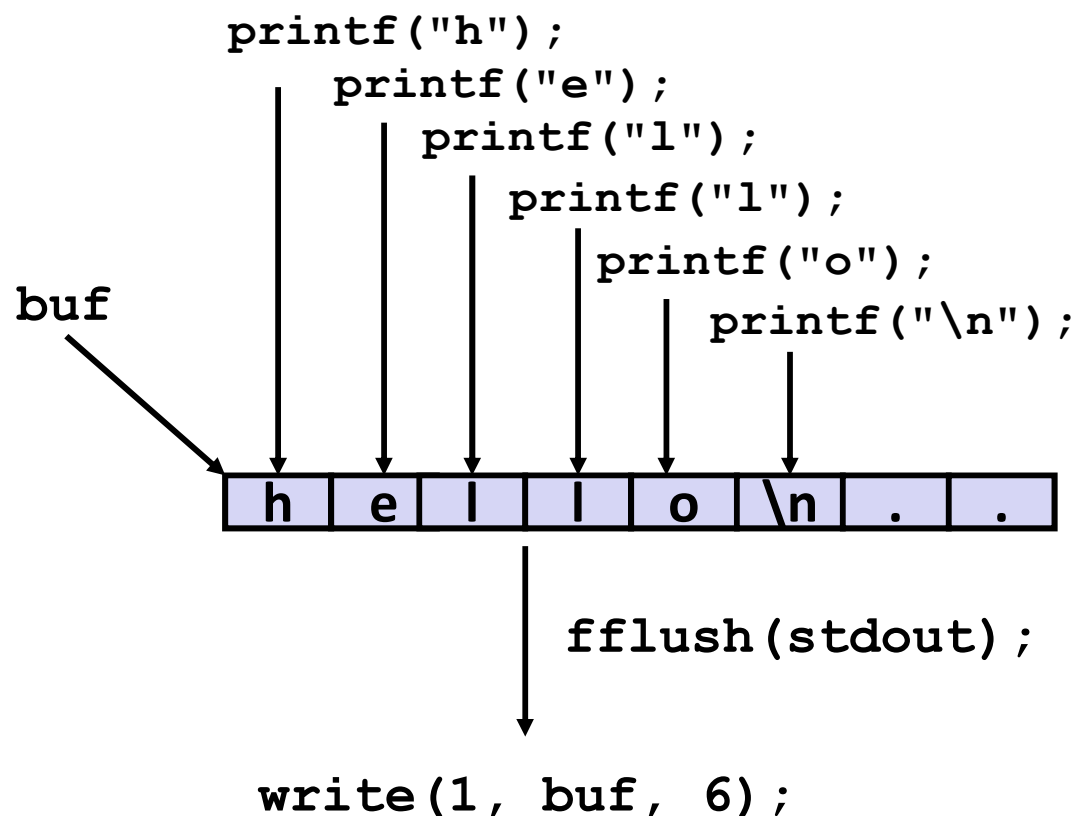 printf("h");
printf("e");
printf("l");
printf("l");
printf("o");
buf
printf("\n");
h e l l o \n . .
fflush(stdout);
write(1, buf, 6);